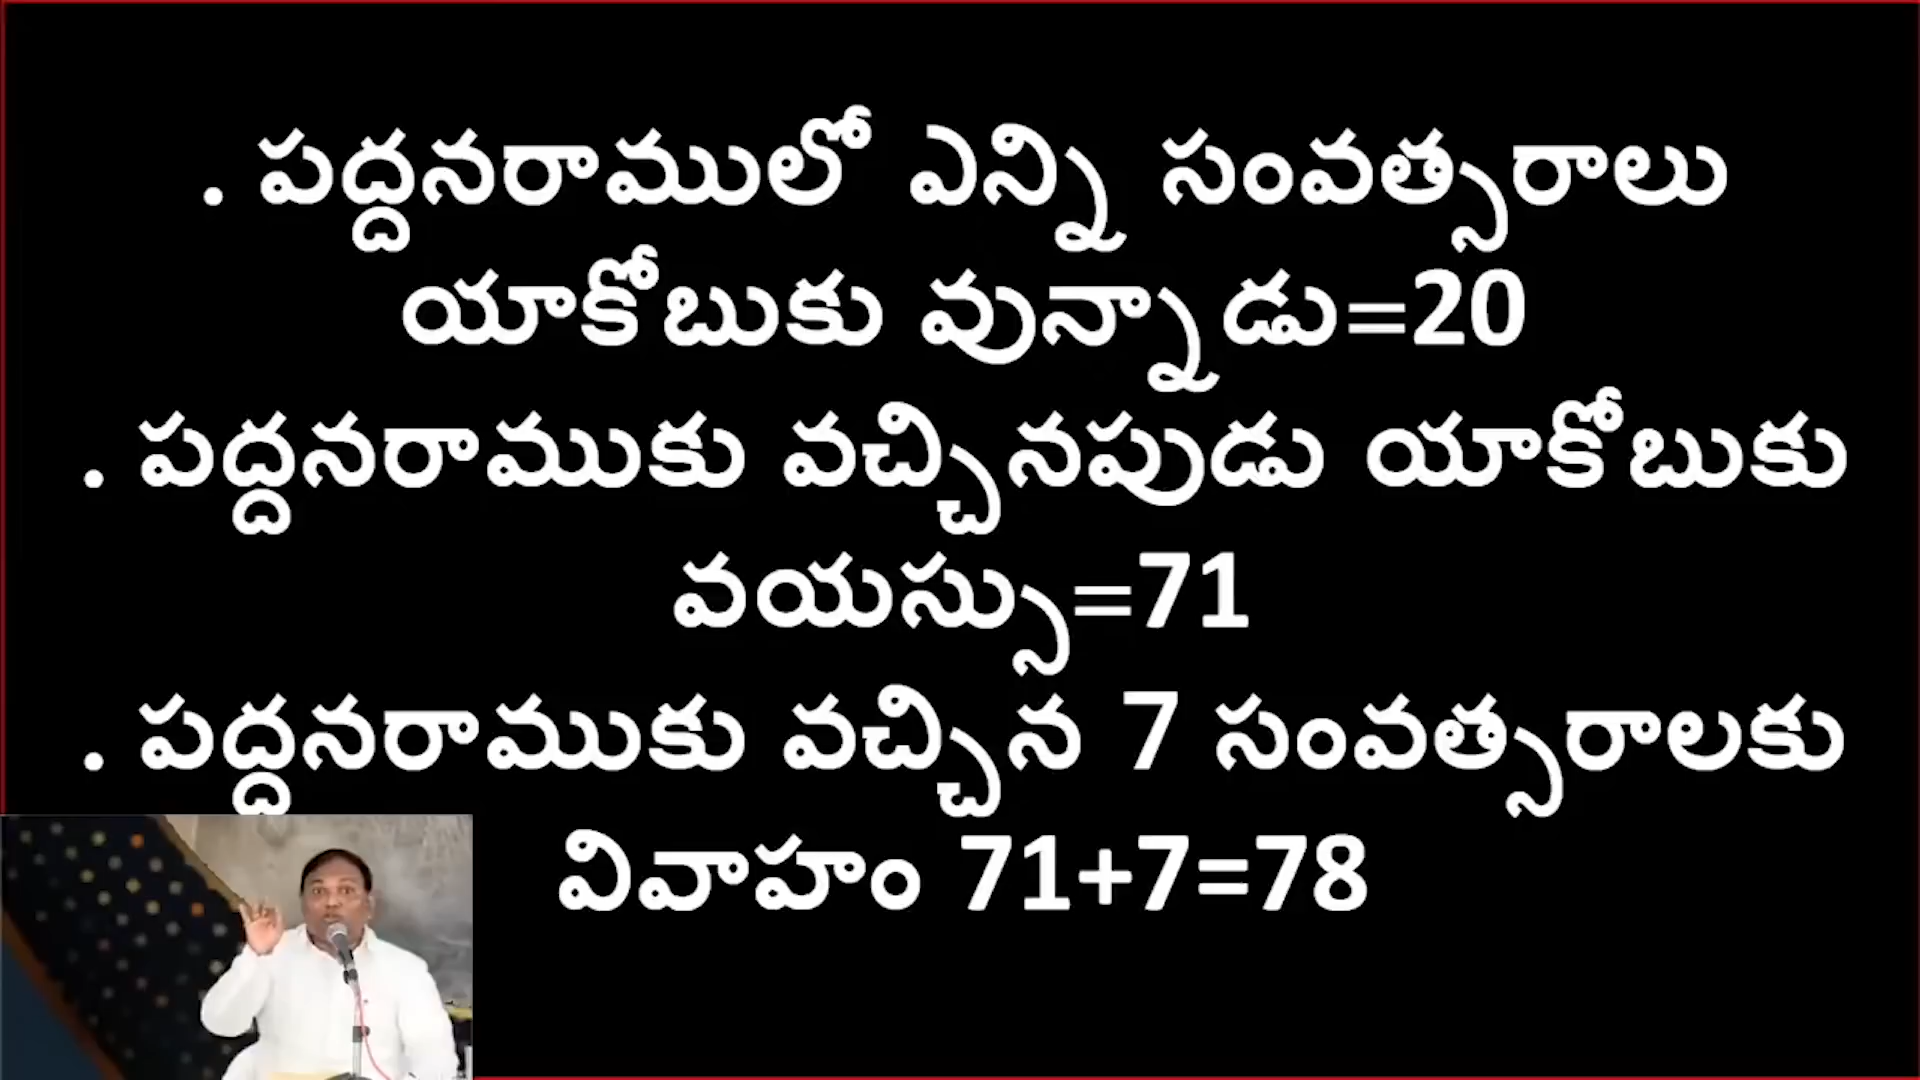 . పద్దనరాములో ఎన్ని సంవత్సరాలు
యాకోబుకు వున్నాడు=20
. పద్దనరాముకు వచ్చినపుడు యాకోబుకు
వయస్సు=71
. పద్దనరాముకు వచ్చిన 7 సంవత్సరాలకు
వివాహం 71+7=78